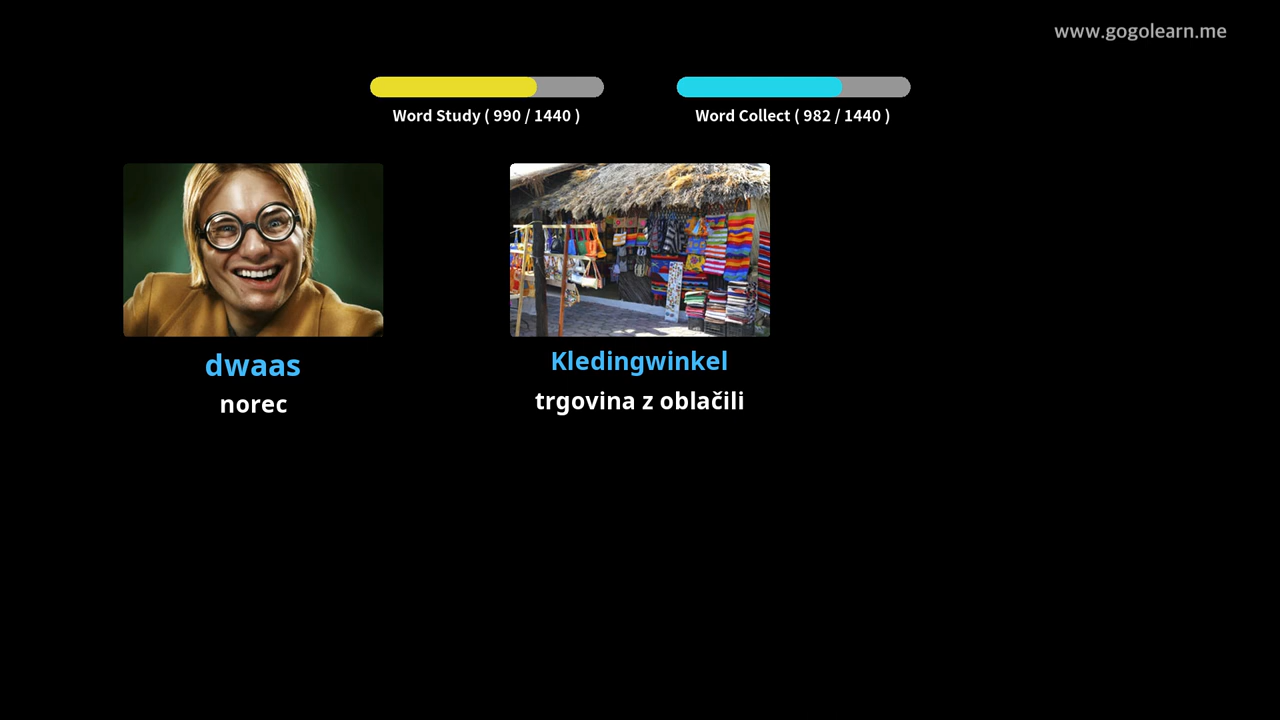 www.gogolearn.me
Word Study ( 990 / 1440 )
Word Collect ( 982 / 1440 )
dwaas
norec
Kledingwinkel
trgovina z oblačili